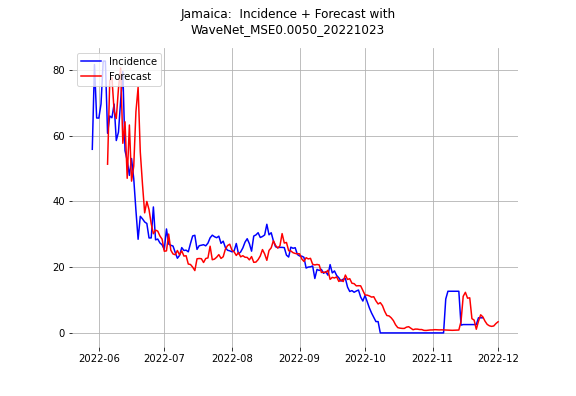 Jamaica:  Incidence + Forecast with
WaveNet_MSE0.0050_20221023
Incidence
Forecast
80
60
40
20
0
2022-06 2022-07 2022-08 2022-09 2022-10 2022-11 2022-12